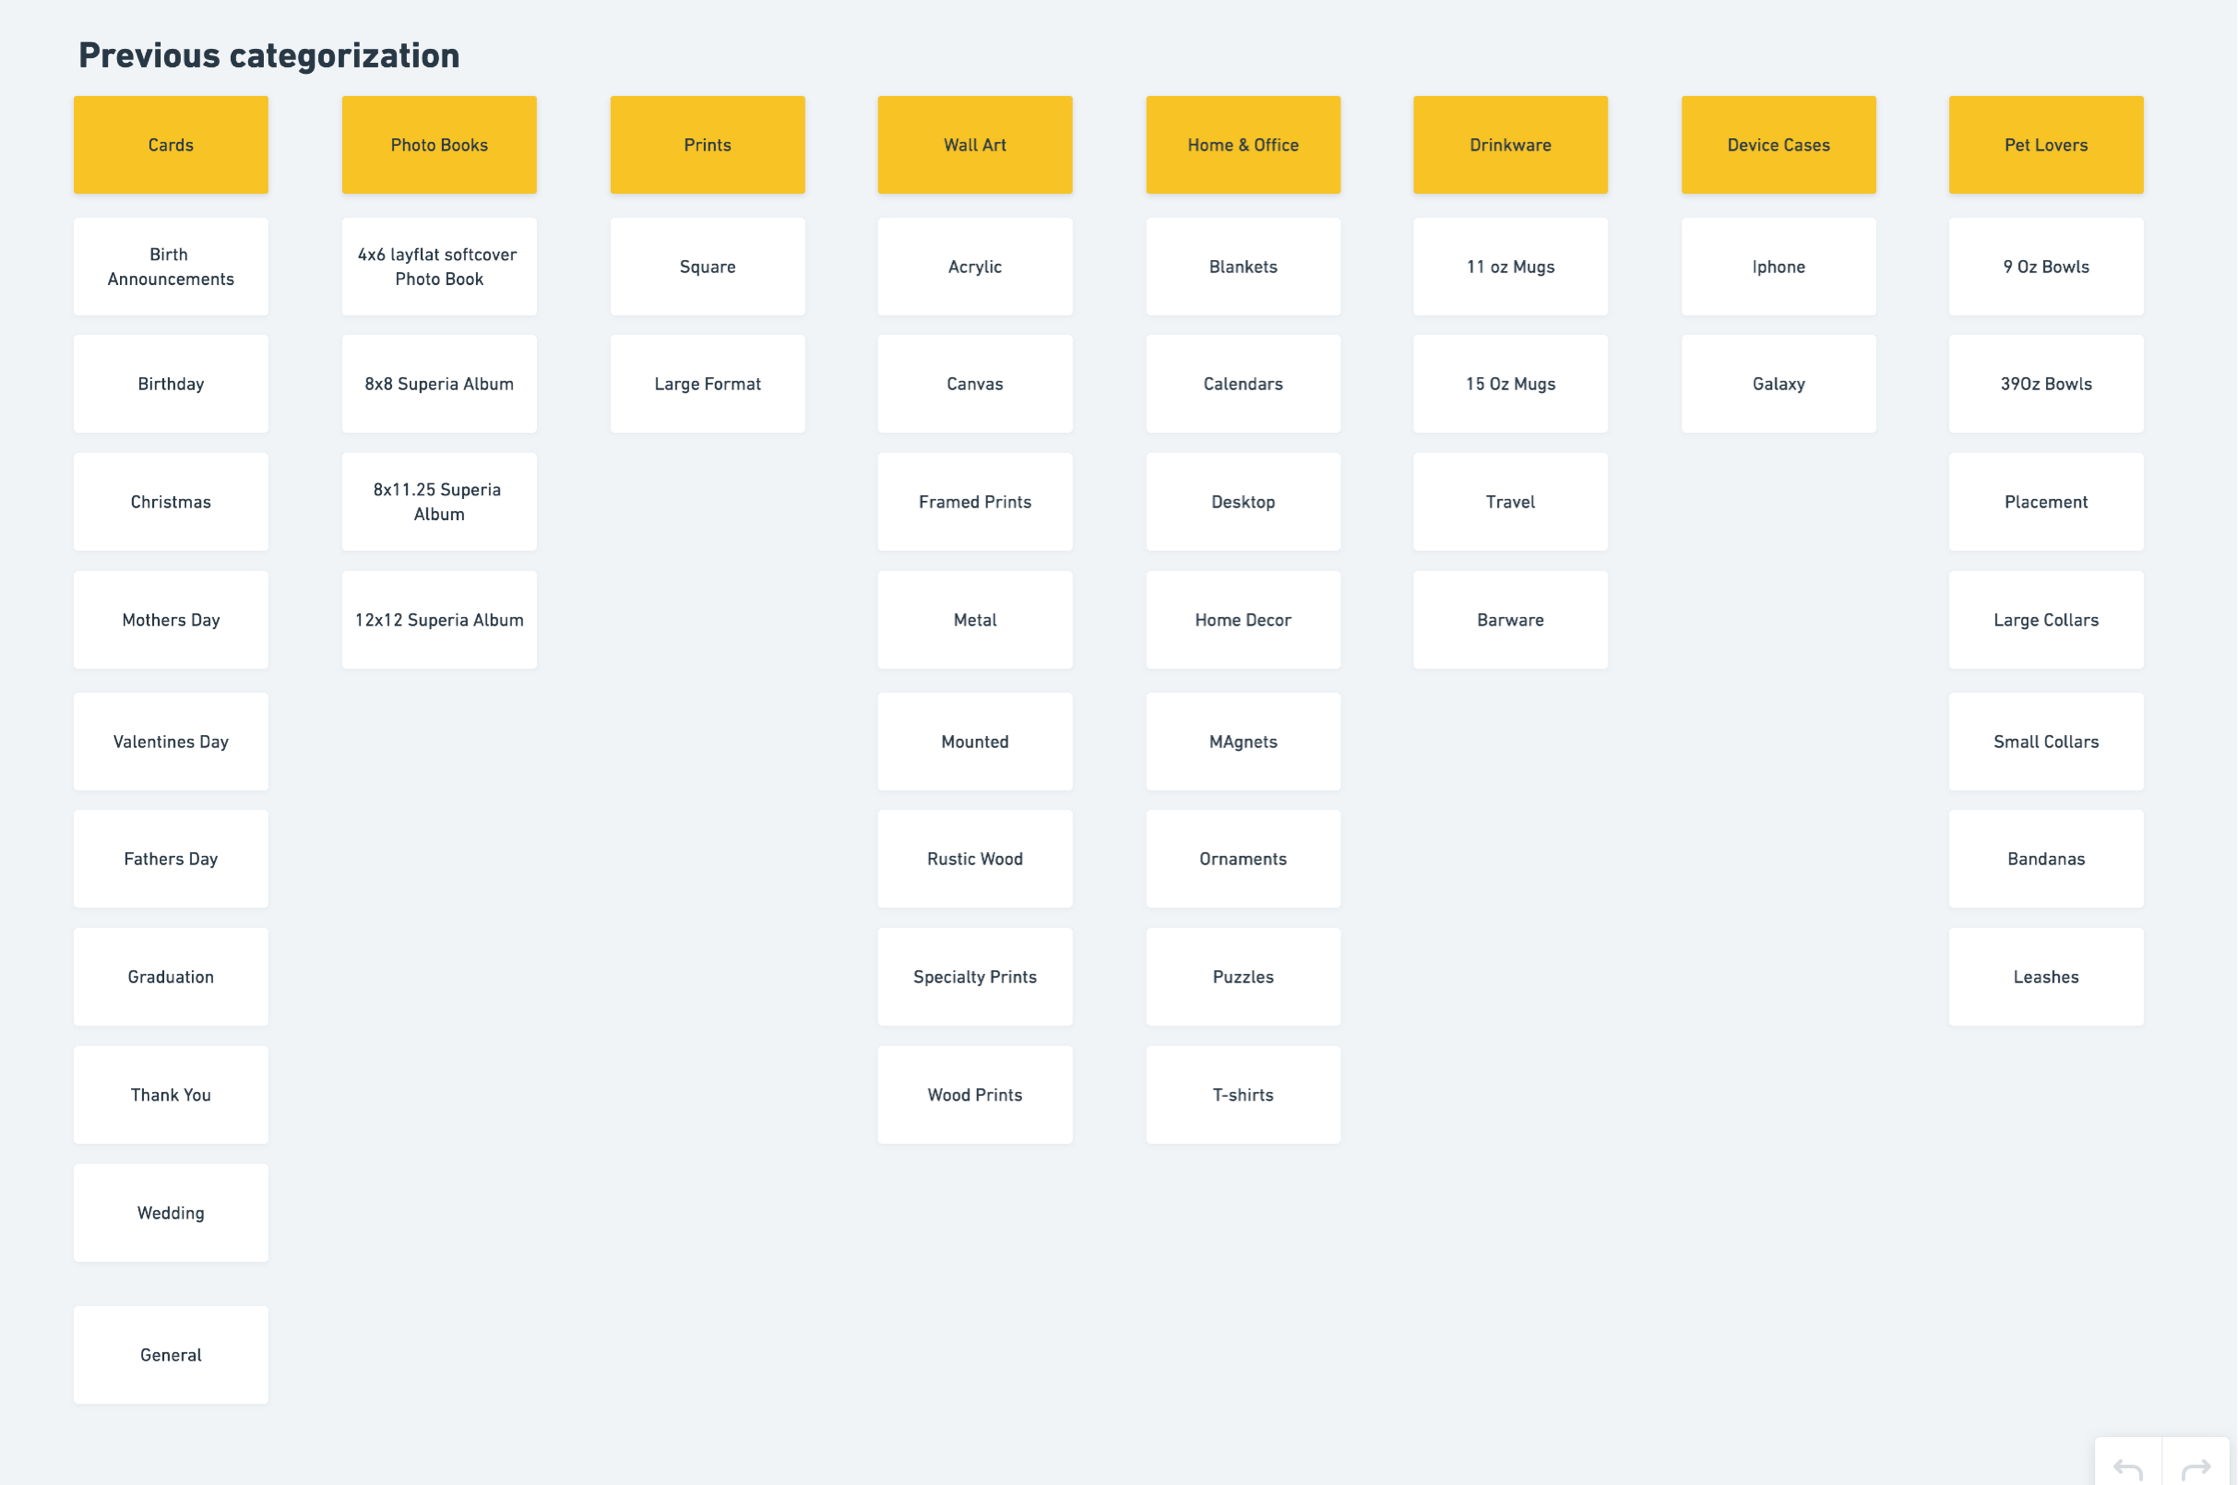 Previous categorization
Cards
Photo Books
Prints
Wall Art
Home & Office
Drinkware
Device Cases
Pet Lovers
Birth
Announcements
4x6 layflat softcover
Photo Book
Square
Acrylic
Blankets
11 oz Mugs
Iphone
9 Oz Bowls
Birthday
8x8 Superia Album
Large Format
Canvas
Calendars
15 Oz Mugs
Galaxy
39Oz Bowls
Christmas
8x11.25 Superia
Album
Framed Prints
Desktop
Travel
Placement
Mothers Day
12x12 Superia Album
Metal
Home Decor
Barware
Large Collars
Valentines Day
Mounted
MAgnets
Small Collars
Fathers Day
Rustic Wood
Ornaments
Bandanas
Graduation
Specialty Prints
Puzzles
Leashes
Thank You
Wood Prints
T-shirts
Wedding
General